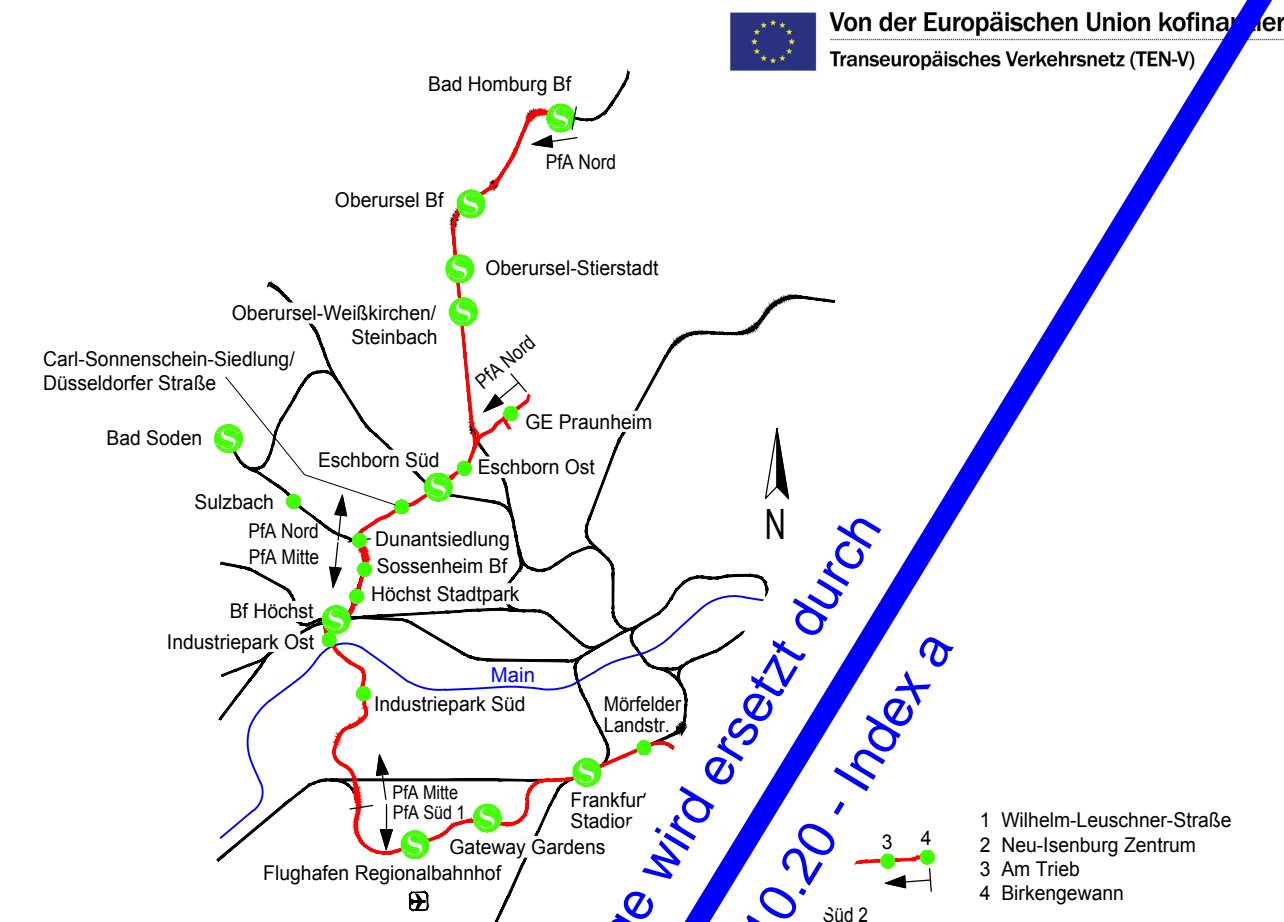 Von der Europäischen Union
Transeuropäisches Verkehrsnetz (TEN-V)
Bad Homburg Bf
PfA Nord
Oberursel Bf
Oberursel-Stierstadt
Oberursel-Weißkirchen/
Steinbach
Carl-Sonnenschein-Siedlung/
Düsseldorfer Straße
PfA Nord
GE Praunheim
Bad Soden
Eschborn Süd
Eschborn Ost
Sulzbach
PfA Nord
PfA Mitte
N
Dunantsiedlung
Sossenheim Bf
Höchst Stadtpark
Bf Höchst
Industriepark Ost
Main
Industriepark Süd
Mörfelder
Landstr.
PfA Mitte
PfA Süd 1
Frankfur
Stadion
Gateway Gardens
Flughafen Regionalbahnhof
wird ersetzt durch
10.20 - Index a
3 4
1 Wilhelm-Leuschner-Straße
2 Neu-Isenburg Zentrum
3 Am Trieb
4 Birkengewann
Süd 2